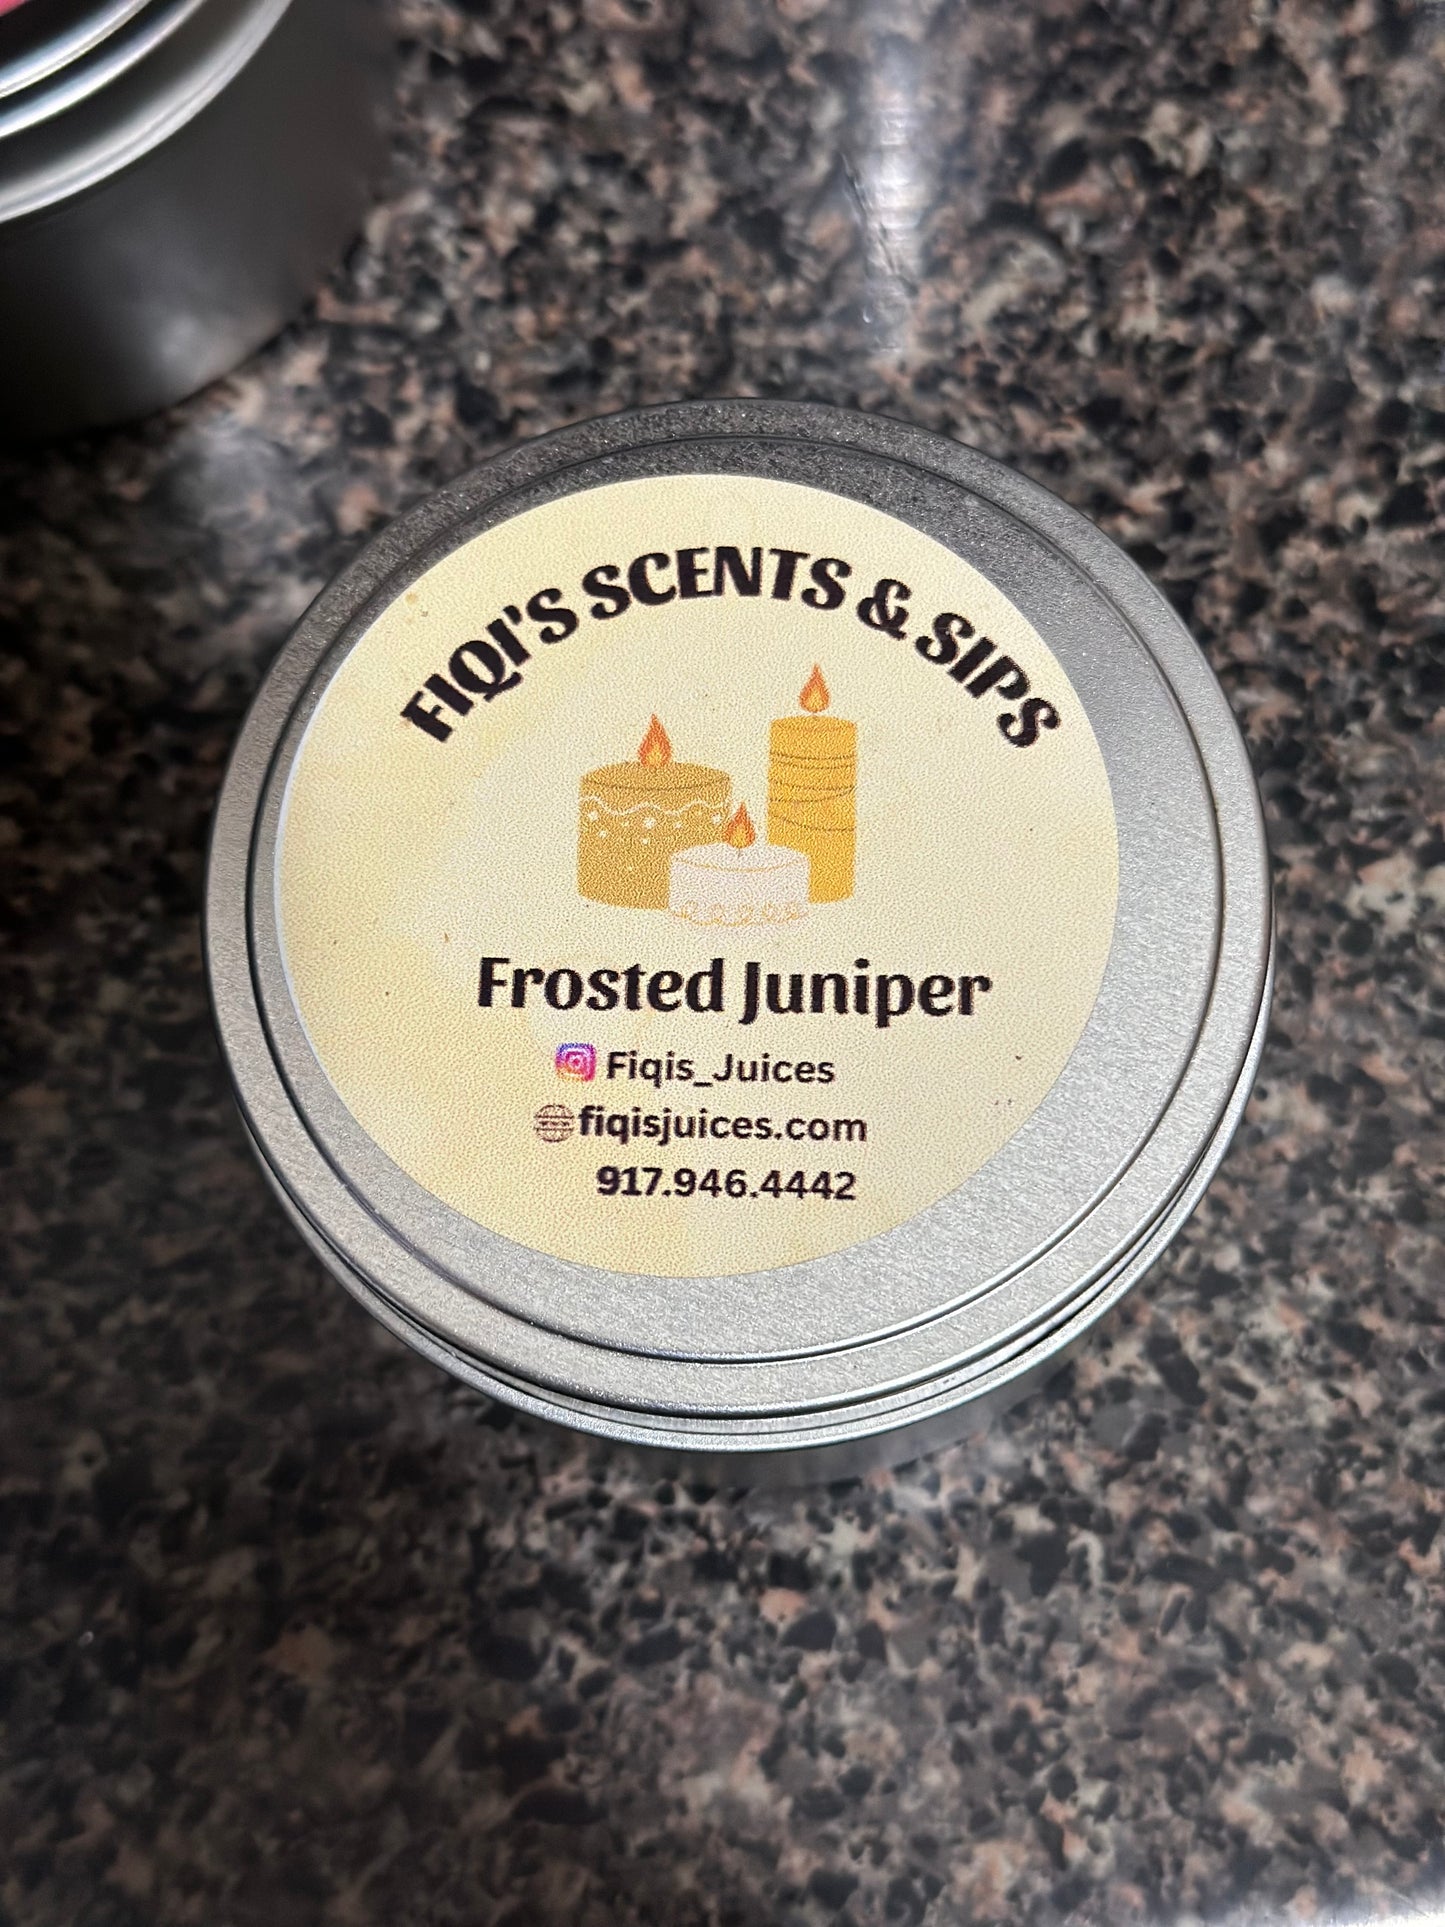 FIQI'S SCENTS & SIPS
Frosted Juniper
Fiqis_Juices
fiqisjuices.com
917.946.4442